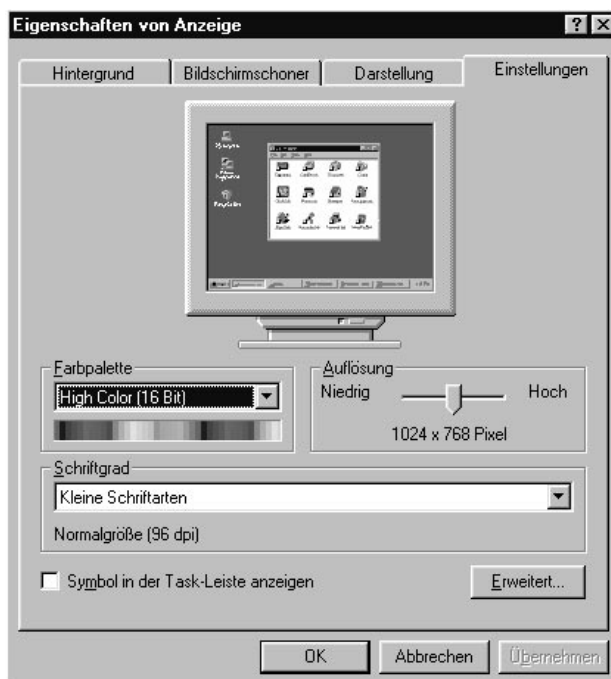 Eigenschaften von Anzeige
Hintergrund Bildschirmschoner Darstellung Einstellungen
Farbpalette
High Color (16 Bit)
Auflösung
Niedrig Hoch
1024 x 768 Pixel
Schriftgrad
Kleine Schriftarten
Normalgröße (96 dpi)
Symbol in der Task-Leiste anzeigen
Erweitert...
OK Abbrechen Übernehmen